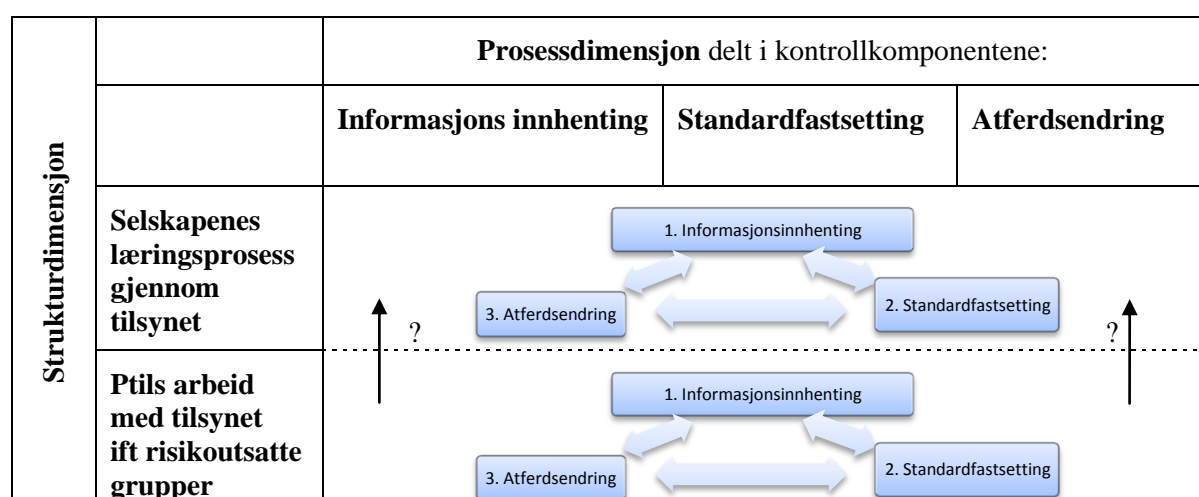 Prosessdimensjon delt i kontrollkomponentene:
Informasjons innhenting
Standardfastsetting
Atferdsendring
Strukturdimensjon
Selskapenes
læringsprosess
gjennom
tilsynet
1. Informasjonsinnhenting
3. Atferdsendring
2. Standardfastsetting
?
?
Ptils arbeid
med tilsynet
ift risikoutsatte
grupper
1. Informasjonsinnhenting
3. Atferdsendring
2. Standardfastsetting